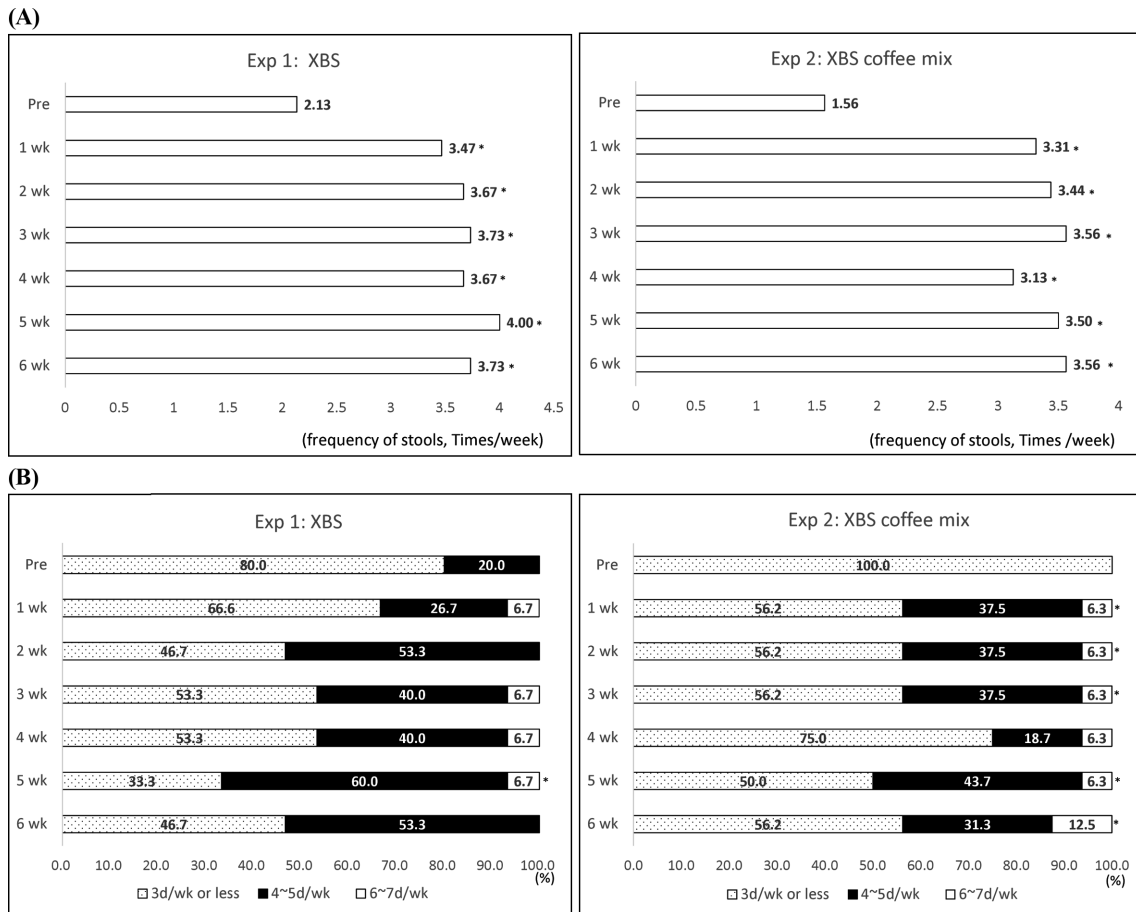 (A)
Exp 1: XBS
Pre 2.13
1 wk 3.47 *
2 wk 3.67 *
3 wk 3.73 *
4 wk 3.67 *
5 wk 4.00 *
6 wk 3.73 *
0 0.5 1 1.5 2 2.5 3 3.5 4 4.5
(frequency of stools, Times/week)
Exp 2: XBS coffee mix
Pre 1.56
1 wk 3.31 *
2 wk 3.44 *
3 wk 3.56 *
4 wk 3.13 *
5 wk 3.50 *
6 wk 3.56 *
0 0.5 1 1.5 2 2.5 3 3.5 4
(frequency of stools, Times /week)
(B)
Exp 1: XBS
Pre 80.0 20.0
1 wk 66.6 26.7 6.7
2 wk 46.7 53.3
3 wk 53.3 40.0 6.7
4 wk 53.3 40.0 6.7
5 wk 33.3 60.0 6.7 *
6 wk 46.7 53.3
0.0 10.0 20.0 30.0 40.0 50.0 60.0 70.0 80.0 90.0 100.0
(%)
3d/wk or less 4~5d/wk 6~7d/wk
Exp 2: XBS coffee mix
Pre 100.0
1 wk 56.2 37.5 6.3 *
2 wk 56.2 37.5 6.3 *
3 wk 56.2 37.5 6.3 *
4 wk 75.0 18.7 6.3
5 wk 50.0 43.7 6.3 *
6 wk 56.2 31.3 12.5 *
0.0 10.0 20.0 30.0 40.0 50.0 60.0 70.0 80.0 90.0 100.0
(%)
3d/wk or less 4~5d/wk 6~7d/wk